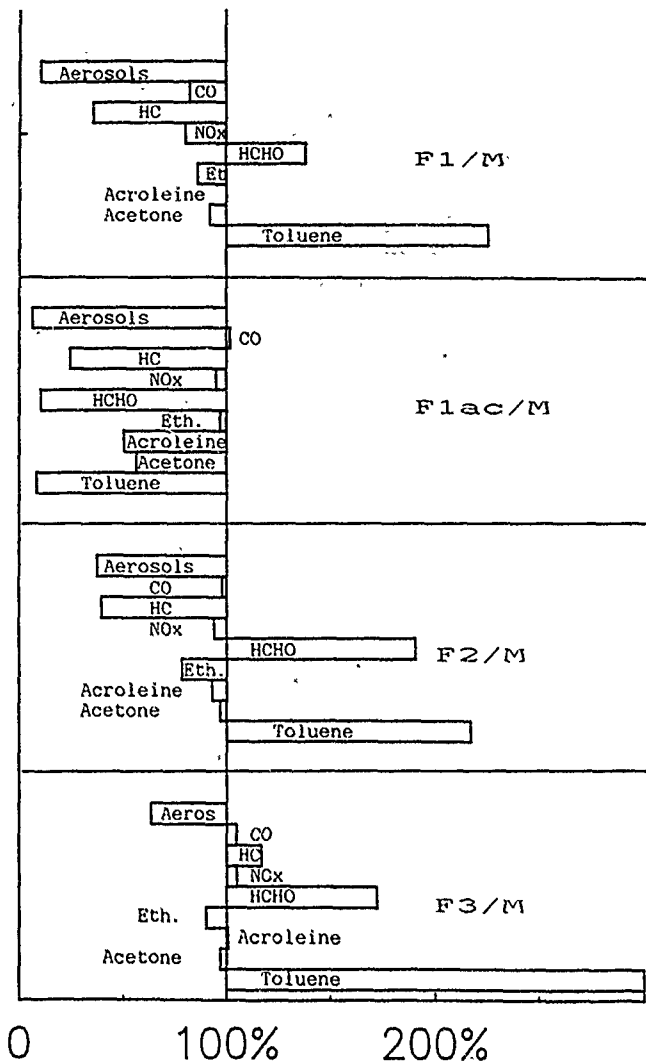 Aerosols
CO
HC
NOx
HCHO
F1/M
Et
Acroleine
Acetone
Toluene
Aerosols
CO
HC
NOx
HCHO
F1ac/M
Eth.
Acroleine
Acetone
Toluene
Aerosols
CO
HC
NOx
HCHO
F2/M
Eth.
Acroleine
Acetone
Toluene
Aeros
CO
HC
NOx
HCHO
F3/M
Eth.
Acroleine
Acetone
Toluene
0 100% 200%